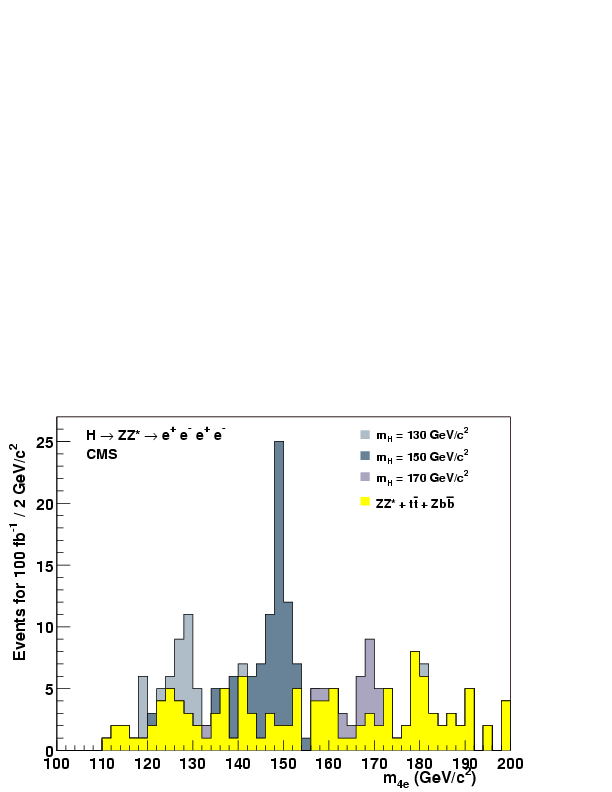 H → ZZ* → e⁺ e⁻ e⁺ e⁻
CMS
m_H = 130 GeV/c²
m_H = 150 GeV/c²
m_H = 170 GeV/c²
ZZ* + tt̅ + Zbb̅
Events for 100 fb⁻¹ / 2 GeV/c²
25
20
15
10
5
0
100 110 120 130 140 150 160 170 180 190 200
m_4e (GeV/c²)